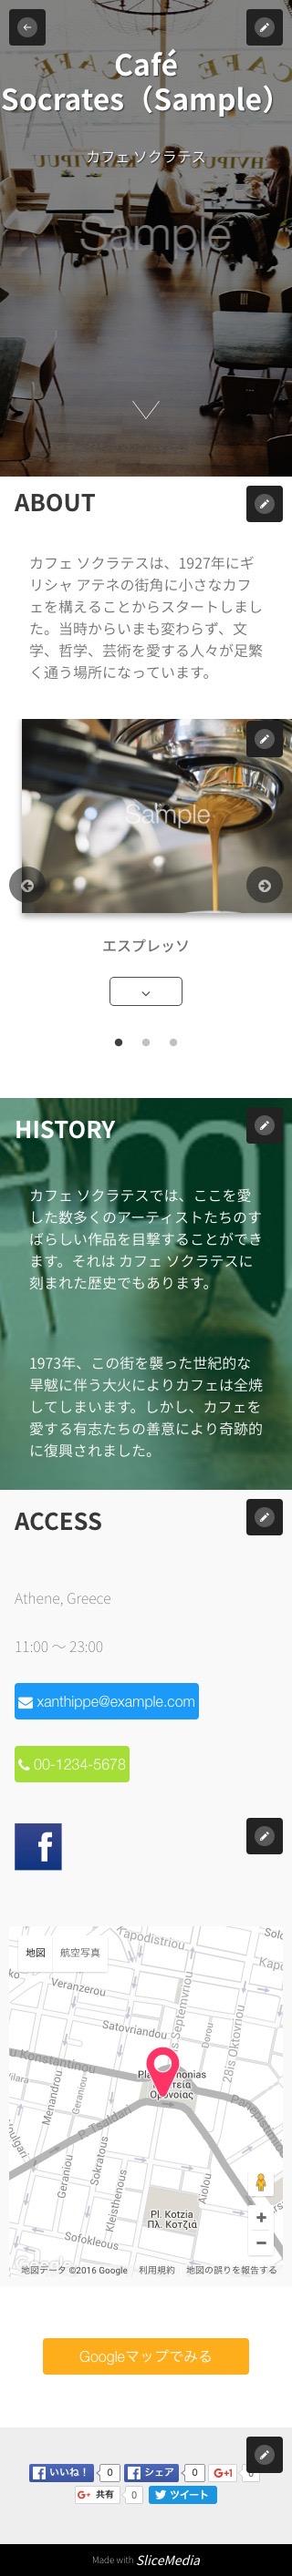 Café
Socrates（Sample）
カフェ ソクラテス
Sample
ABOUT
カフェ ソクラテスは、1927年にギ
リシャ アテネの街角に小さなカフ
ェを構えることからスタートしまし
た。当時からいまも変わらず、文
学、哲学、芸術を愛する人々が足繁
く通う場所になっています。
Sample
エスプレッソ
HISTORY
カフェ ソクラテスでは、ここを愛
した数多くのアーティストたちのす
ばらしい作品を目撃することができ
ます。それは カフェ ソクラテスに
刻まれた歴史でもあります。
1973年、この街を襲った世紀的な
旱魃に伴う大火によりカフェは全焼
してしまいます。しかし、カフェを
愛する有志たちの善意により奇跡的
に復興されました。
ACCESS
Athene, Greece
11:00 〜 23:00
xanthippe@example.com
00-1234-5678
f
地図 航空写真
Tapodistriou
Veranzerou
Satovriandou
Konstantinou
Menandrou
Geraniou
Sokratous
P. Tsaldari
Kleisthenous
Dorou
28is Oktovriou
Aiolou
Pl. Kotzia
Πλ. Κοτζιά
Sofokleous
Google
地図データ ©2016 Google 利用規約 地図の誤りを報告する
Googleマップでみる
いいね！ 0 シェア 0 G+1 0
G+ 共有 0 ツイート
Made with SliceMedia